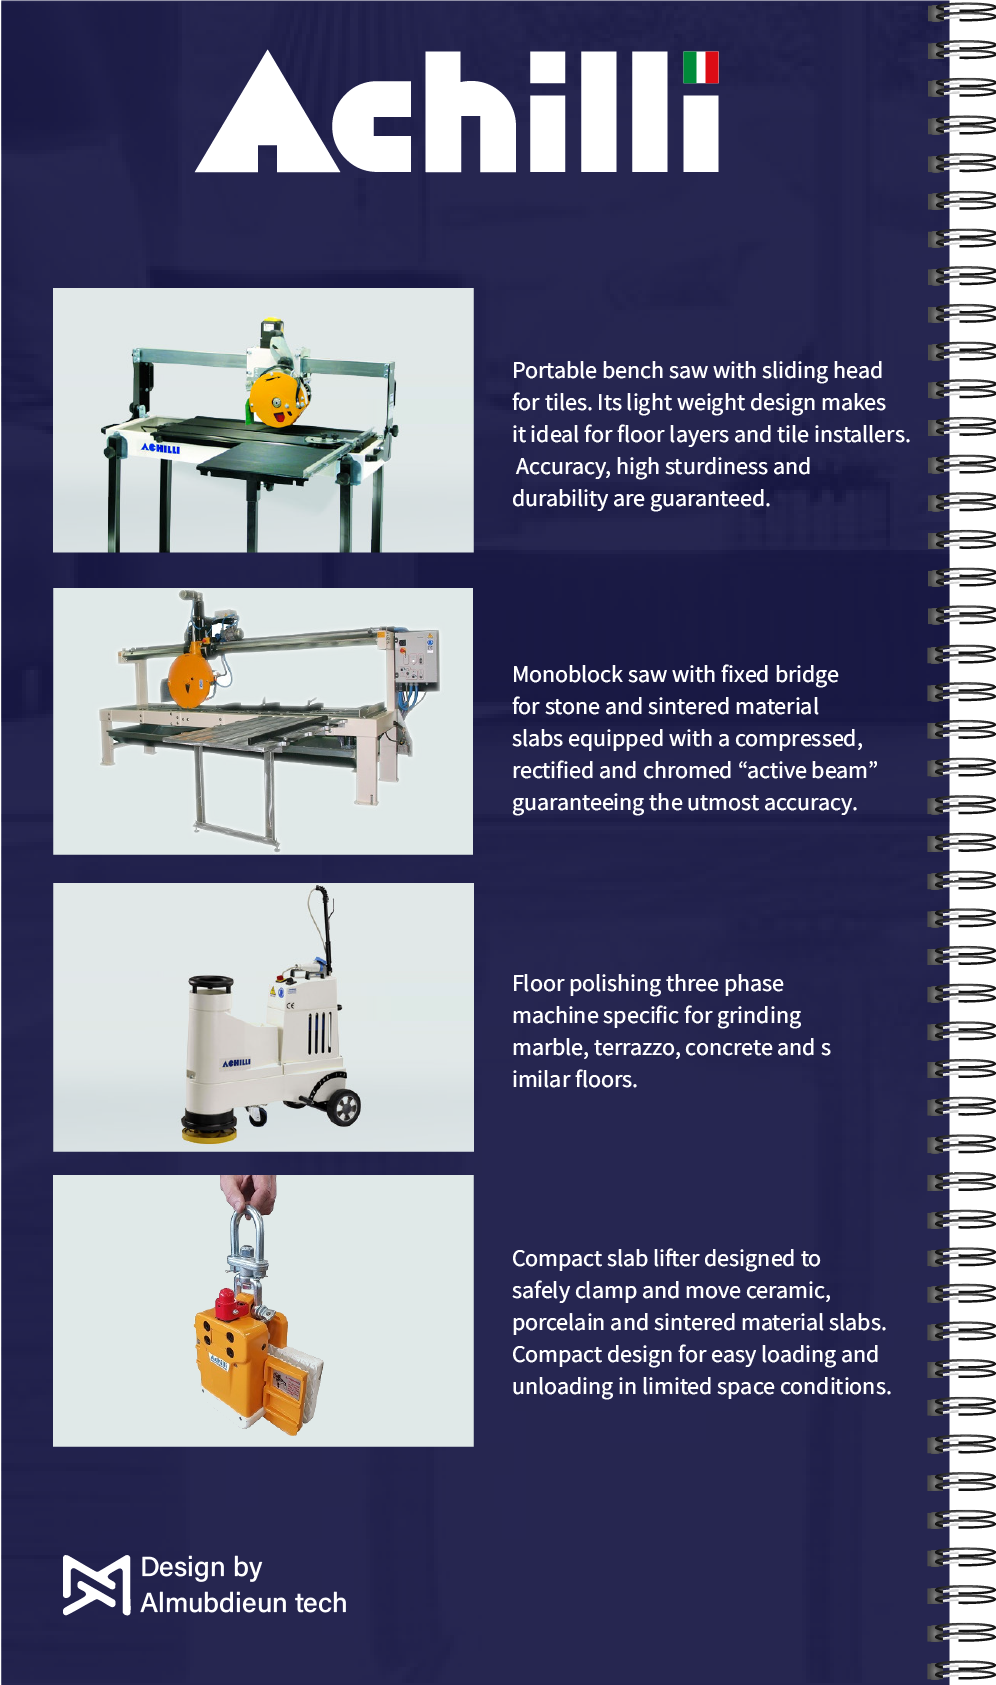 Achilli
ACHILLI
Portable bench saw with sliding head
for tiles. Its light weight design makes
it ideal for floor layers and tile installers.
Accuracy, high sturdiness and
durability are guaranteed.
Monoblock saw with fixed bridge
for stone and sintered material
slabs equipped with a compressed,
rectified and chromed “active beam”
guaranteeing the utmost accuracy.
CE
ACHILLI
Floor polishing three phase
machine specific for grinding
marble, terrazzo, concrete and s
imilar floors.
Achilli
Compact slab lifter designed to
safely clamp and move ceramic,
porcelain and sintered material slabs.
Compact design for easy loading and
unloading in limited space conditions.
Design by
Almubdieun tech